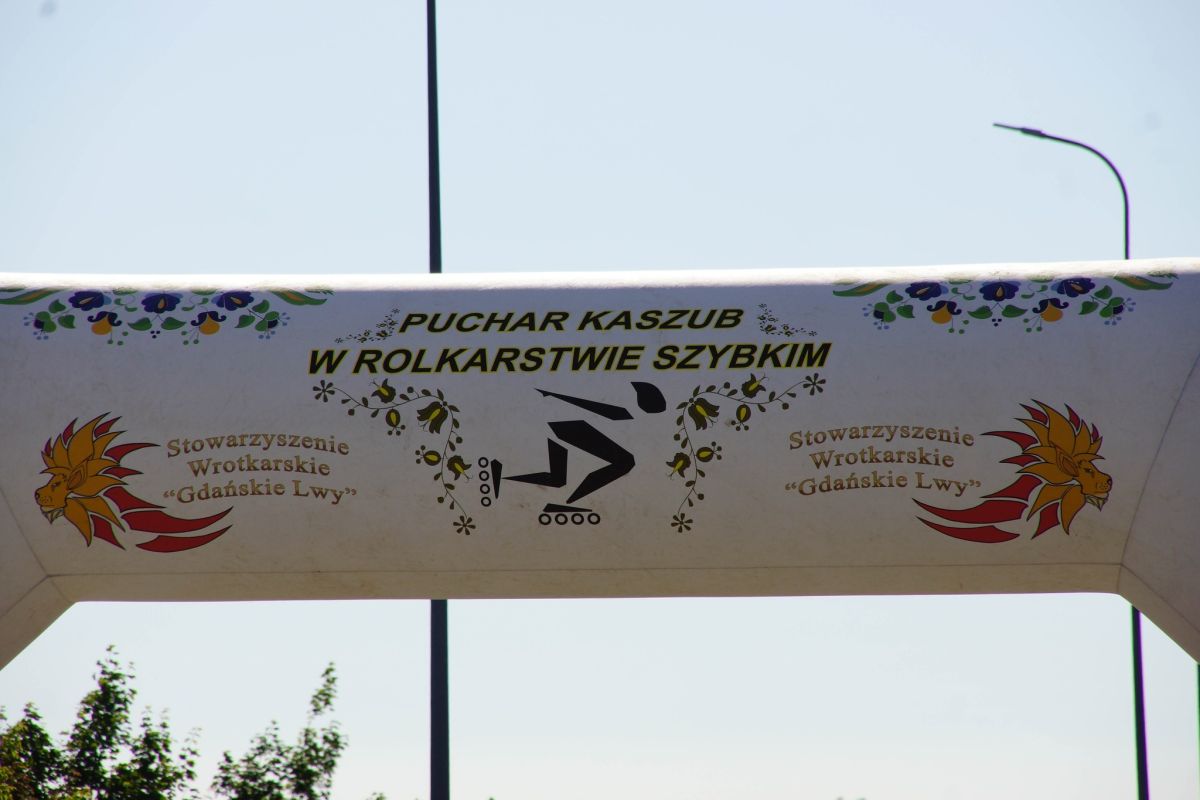 PUCHAR KASZUB
W ROLKARSTWIE SZYBKIM
Stowarzyszenie
Wrotkarskie
“Gdańskie Lwy”
Stowarzyszenie
Wrotkarskie
“Gdańskie Lwy”